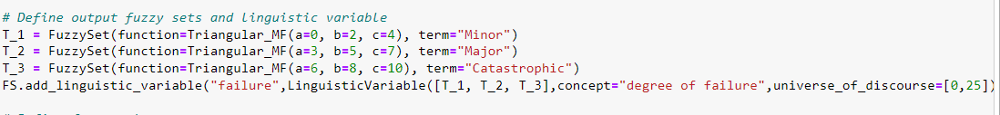 # Define output fuzzy sets and linguistic variable
T_1 = FuzzySet(function=Triangular_MF(a=0, b=2, c=4), term="Minor")
T_2 = FuzzySet(function=Triangular_MF(a=3, b=5, c=7), term="Major")
T_3 = FuzzySet(function=Triangular_MF(a=6, b=8, c=10), term="Catastrophic")
FS.add_linguistic_variable("failure",LinguisticVariable([T_1, T_2, T_3],concept="degree of failure",universe_of_discourse=[0,25])